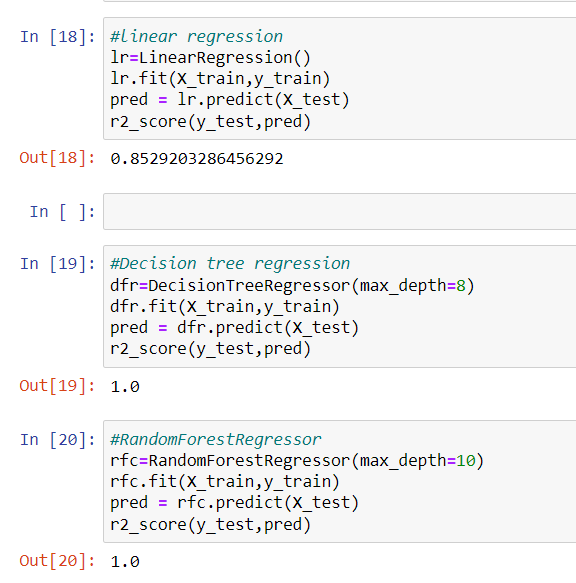 In [18]: #linear regression
lr=LinearRegression()
lr.fit(X_train,y_train)
pred = lr.predict(X_test)
r2_score(y_test,pred)
Out[18]: 0.8529203286456292
In [ ]:
In [19]: #Decision tree regression
dfr=DecisionTreeRegressor(max_depth=8)
dfr.fit(X_train,y_train)
pred = dfr.predict(X_test)
r2_score(y_test,pred)
Out[19]: 1.0
In [20]: #RandomForestRegressor
rfc=RandomForestRegressor(max_depth=10)
rfc.fit(X_train,y_train)
pred = rfc.predict(X_test)
r2_score(y_test,pred)
Out[20]: 1.0